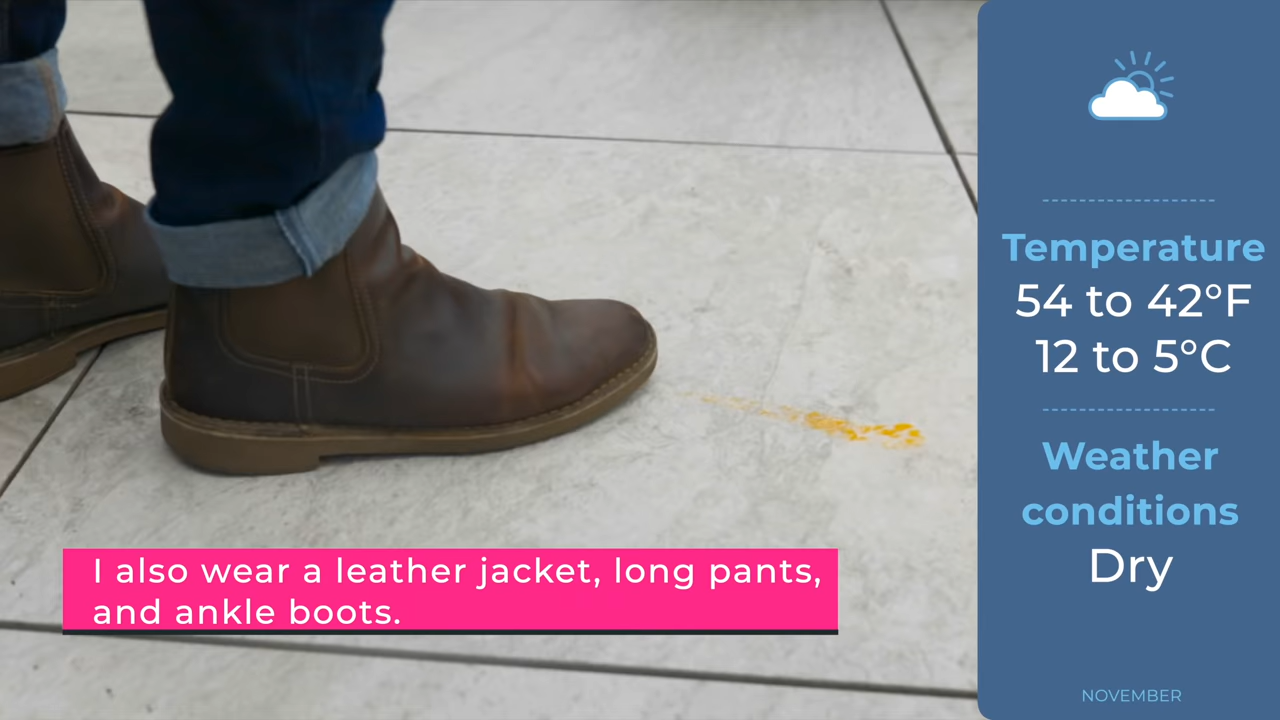 I also wear a leather jacket, long pants,
and ankle boots.
Temperature
54 to 42°F
12 to 5°C
Weather
conditions
Dry
NOVEMBER